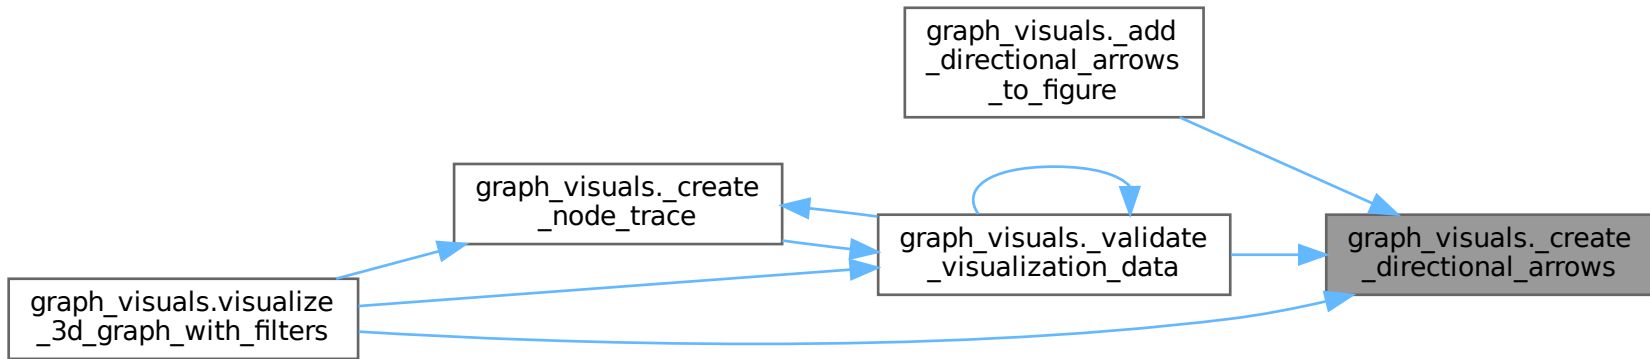 graph_visuals._add
_directional_arrows
_to_figure
graph_visuals._create
_node_trace
graph_visuals._validate
_visualization_data
graph_visuals._create
_directional_arrows
graph_visuals.visualize
_3d_graph_with_filters